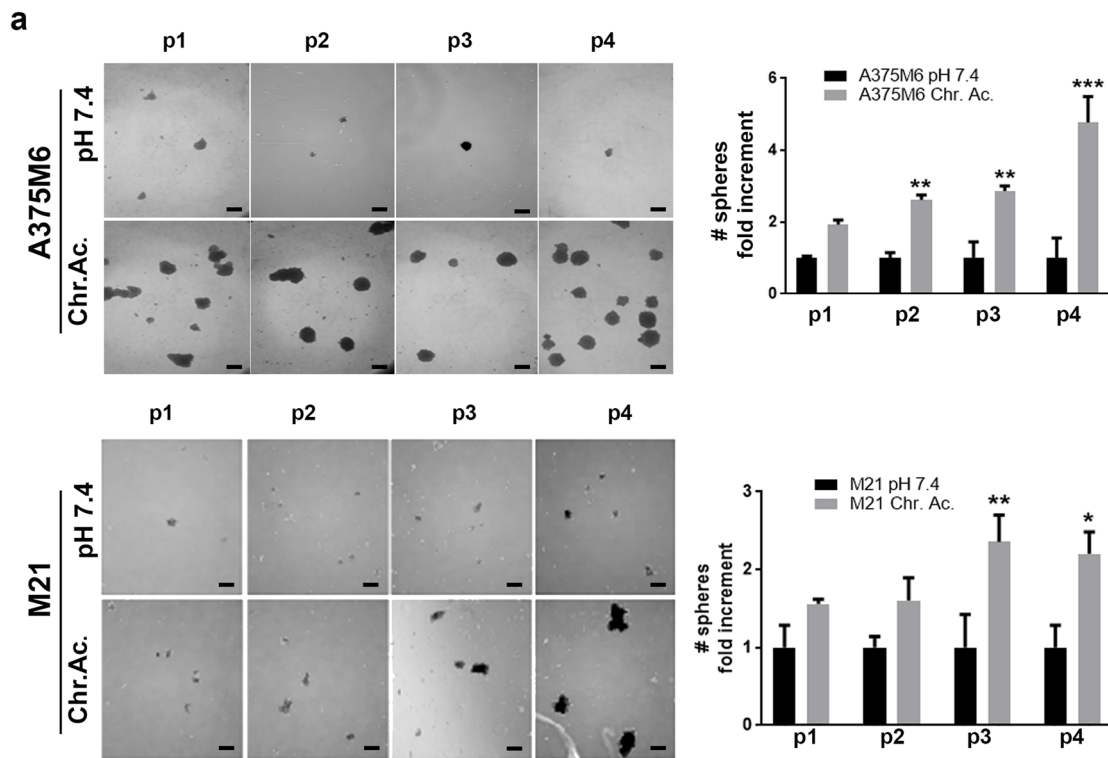 a
p1 p2 p3 p4
A375M6
pH 7.4
Chr.Ac.
A375M6 pH 7.4
A375M6 Chr. Ac.
# spheres
fold increment
6
4
2
0
** ** ***
p1 p2 p3 p4
p1 p2 p3 p4
M21
pH 7.4
Chr.Ac.
M21 pH 7.4
M21 Chr. Ac.
# spheres
fold increment
3
2
1
0
** *
p1 p2 p3 p4